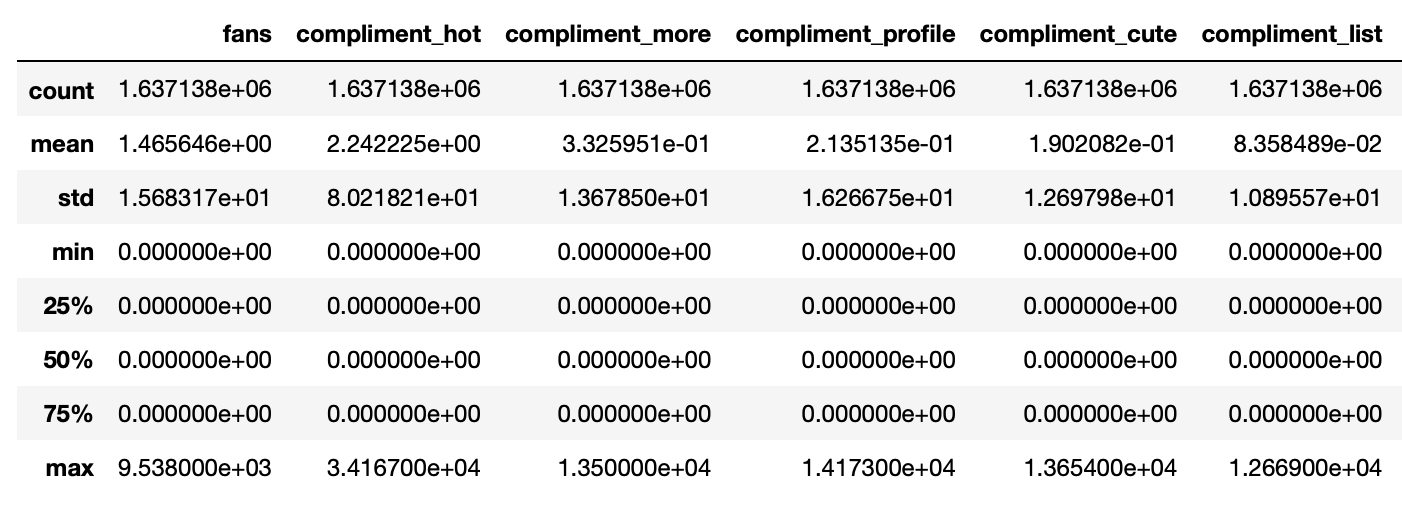 fans compliment_hot compliment_more compliment_profile compliment_cute compliment_list
count 1.637138e+06 1.637138e+06 1.637138e+06 1.637138e+06 1.637138e+06 1.637138e+06
mean 1.465646e+00 2.242225e+00 3.325951e-01 2.135135e-01 1.902082e-01 8.358489e-02
std 1.568317e+01 8.021821e+01 1.367850e+01 1.626675e+01 1.269798e+01 1.089557e+01
min 0.000000e+00 0.000000e+00 0.000000e+00 0.000000e+00 0.000000e+00 0.000000e+00
25% 0.000000e+00 0.000000e+00 0.000000e+00 0.000000e+00 0.000000e+00 0.000000e+00
50% 0.000000e+00 0.000000e+00 0.000000e+00 0.000000e+00 0.000000e+00 0.000000e+00
75% 0.000000e+00 0.000000e+00 0.000000e+00 0.000000e+00 0.000000e+00 0.000000e+00
max 9.538000e+03 3.416700e+04 1.350000e+04 1.417300e+04 1.365400e+04 1.266900e+04